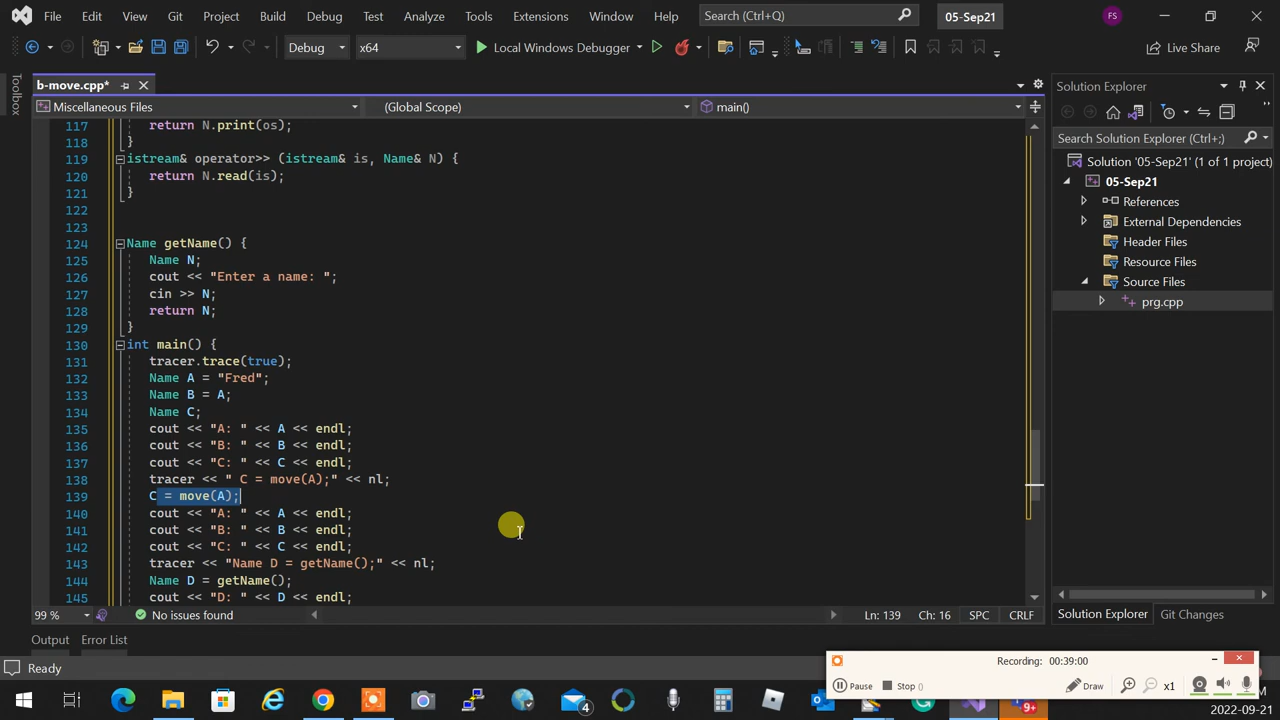 File Edit View Git Project Build Debug Test Analyze Tools Extensions Window Help Search (Ctrl+Q) 05-Sep21 FS
Debug x64 Local Windows Debugger Live Share
Toolbox
b-move.cpp*
Miscellaneous Files (Global Scope) main()
117 return N.print(os);
118 }
119 istream& operator>> (istream& is, Name& N) {
120 return N.read(is);
121 }
122
123
124 Name getName() {
125 Name N;
126 cout << "Enter a name: ";
127 cin >> N;
128 return N;
129 }
130 int main() {
131 tracer.trace(true);
132 Name A = "Fred";
133 Name B = A;
134 Name C;
135 cout << "A: " << A << endl;
136 cout << "B: " << B << endl;
137 cout << "C: " << C << endl;
138 tracer << " C = move(A);" << nl;
139 C = move(A);
140 cout << "A: " << A << endl;
141 cout << "B: " << B << endl;
142 cout << "C: " << C << endl;
143 tracer << "Name D = getName();" << nl;
144 Name D = getName();
145 cout << "D: " << D << endl;
99 % No issues found Ln: 139 Ch: 16 SPC CRLF
Solution Explorer
Search Solution Explorer (Ctrl+;)
Solution '05-Sep21' (1 of 1 project)
05-Sep21
References
External Dependencies
Header Files
Resource Files
Source Files
prg.cpp
Solution Explorer Git Changes
Output Error List
Ready
Recording: 00:39:00
Pause Stop () Draw x1
4
9+
M
2022-09-21